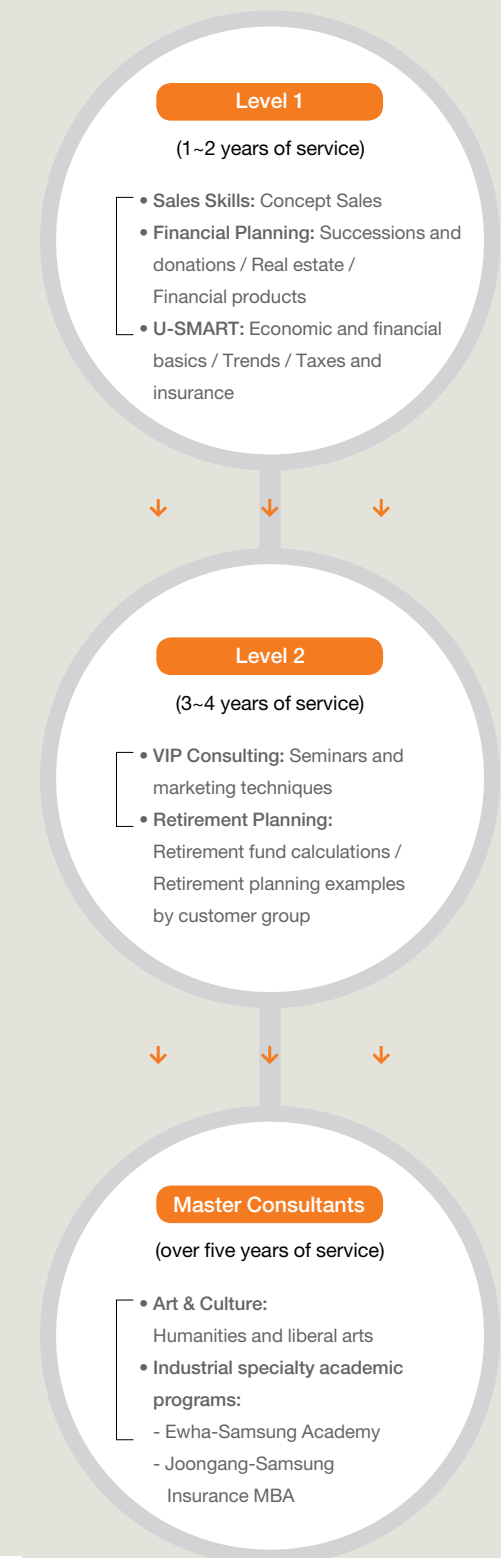 Level 1
(1~2 years of service)
• Sales Skills: Concept Sales
• Financial Planning: Successions and
donations / Real estate /
Financial products
• U-SMART: Economic and financial
basics / Trends / Taxes and
insurance
Level 2
(3~4 years of service)
• VIP Consulting: Seminars and
marketing techniques
• Retirement Planning:
Retirement fund calculations /
Retirement planning examples
by customer group
Master Consultants
(over five years of service)
• Art & Culture:
Humanities and liberal arts
• Industrial specialty academic
programs:
- Ewha-Samsung Academy
- Joongang-Samsung
Insurance MBA